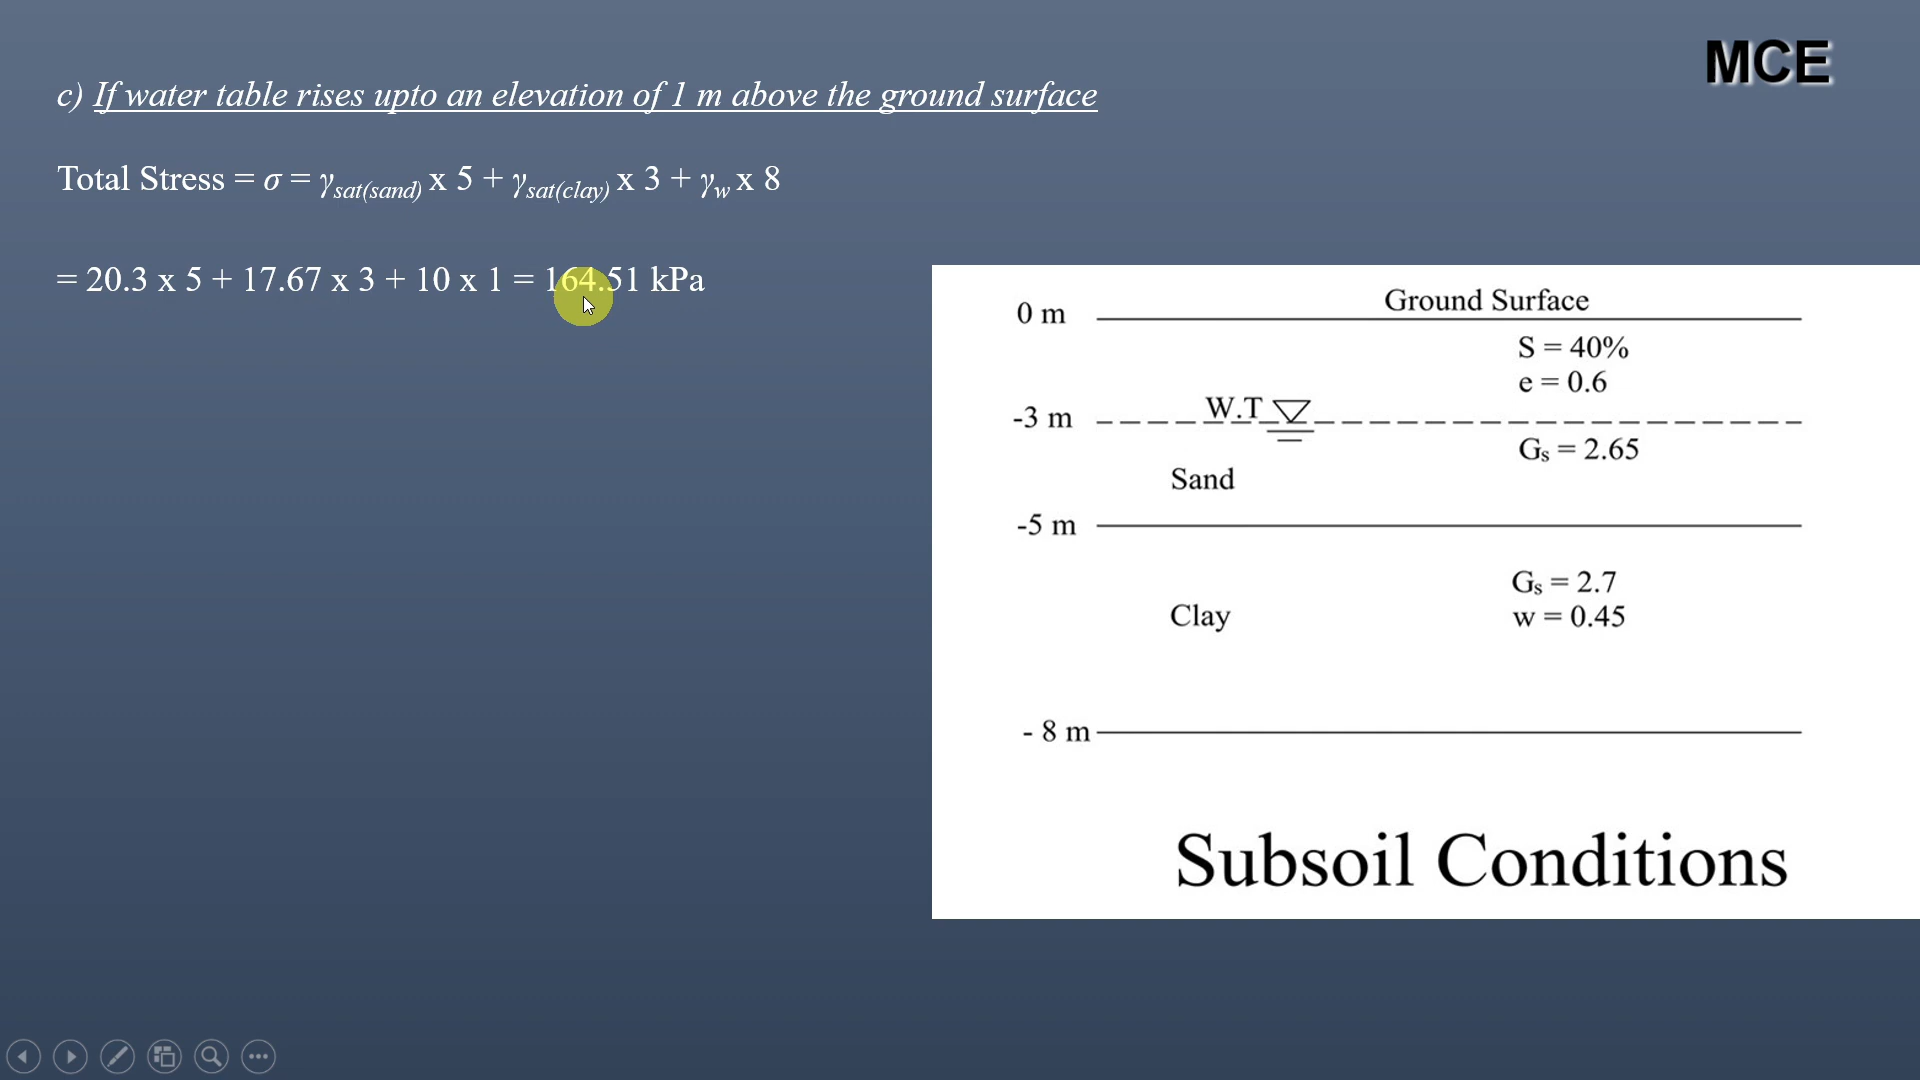 MCE
c) If water table rises upto an elevation of 1 m above the ground surface
Total Stress = σ = γsat(sand) x 5 + γsat(clay) x 3 + γw x 8
= 20.3 x 5 + 17.67 x 3 + 10 x 1 = 164.51 kPa
0 m
Ground Surface
S = 40%
e = 0.6
-3 m
W.T
Gs = 2.65
Sand
-5 m
Gs = 2.7
Clay
w = 0.45
- 8 m
Subsoil Conditions